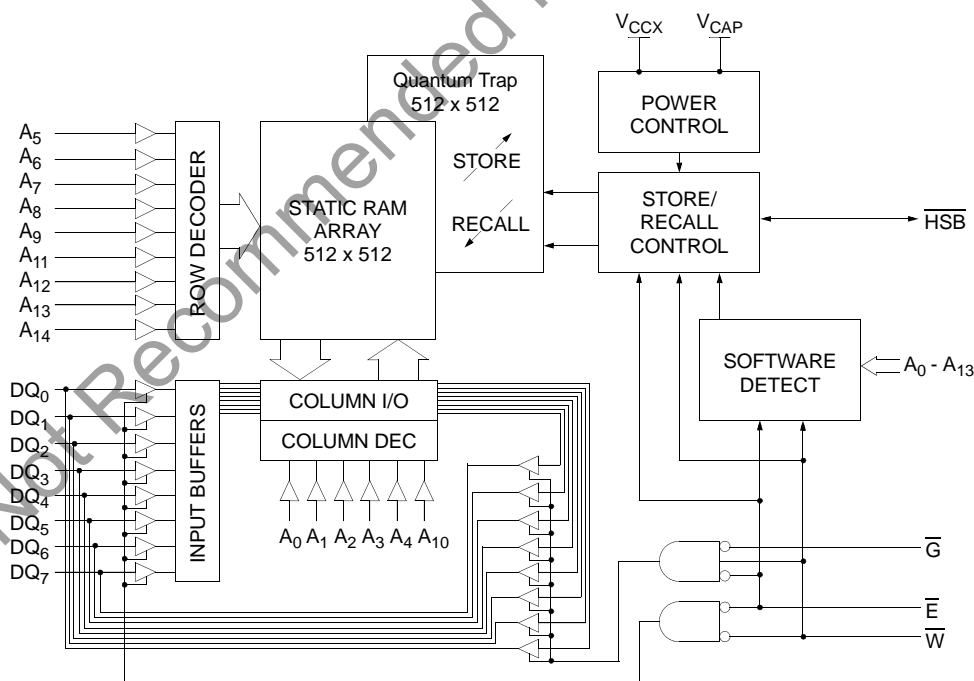 Not Recommended
V_CCX
V_CAP
Quantum Trap
512 x 512
STORE
RECALL
POWER
CONTROL
STORE/
RECALL
CONTROL
HSB
SOFTWARE
DETECT
A0 - A13
A5
A6
A7
A8
A9
A11
A12
A13
A14
ROW DECODER
STATIC RAM
ARRAY
512 x 512
DQ0
DQ1
DQ2
DQ3
DQ4
DQ5
DQ6
DQ7
INPUT BUFFERS
COLUMN I/O
COLUMN DEC
A0 A1 A2 A3 A4 A10
G
E
W